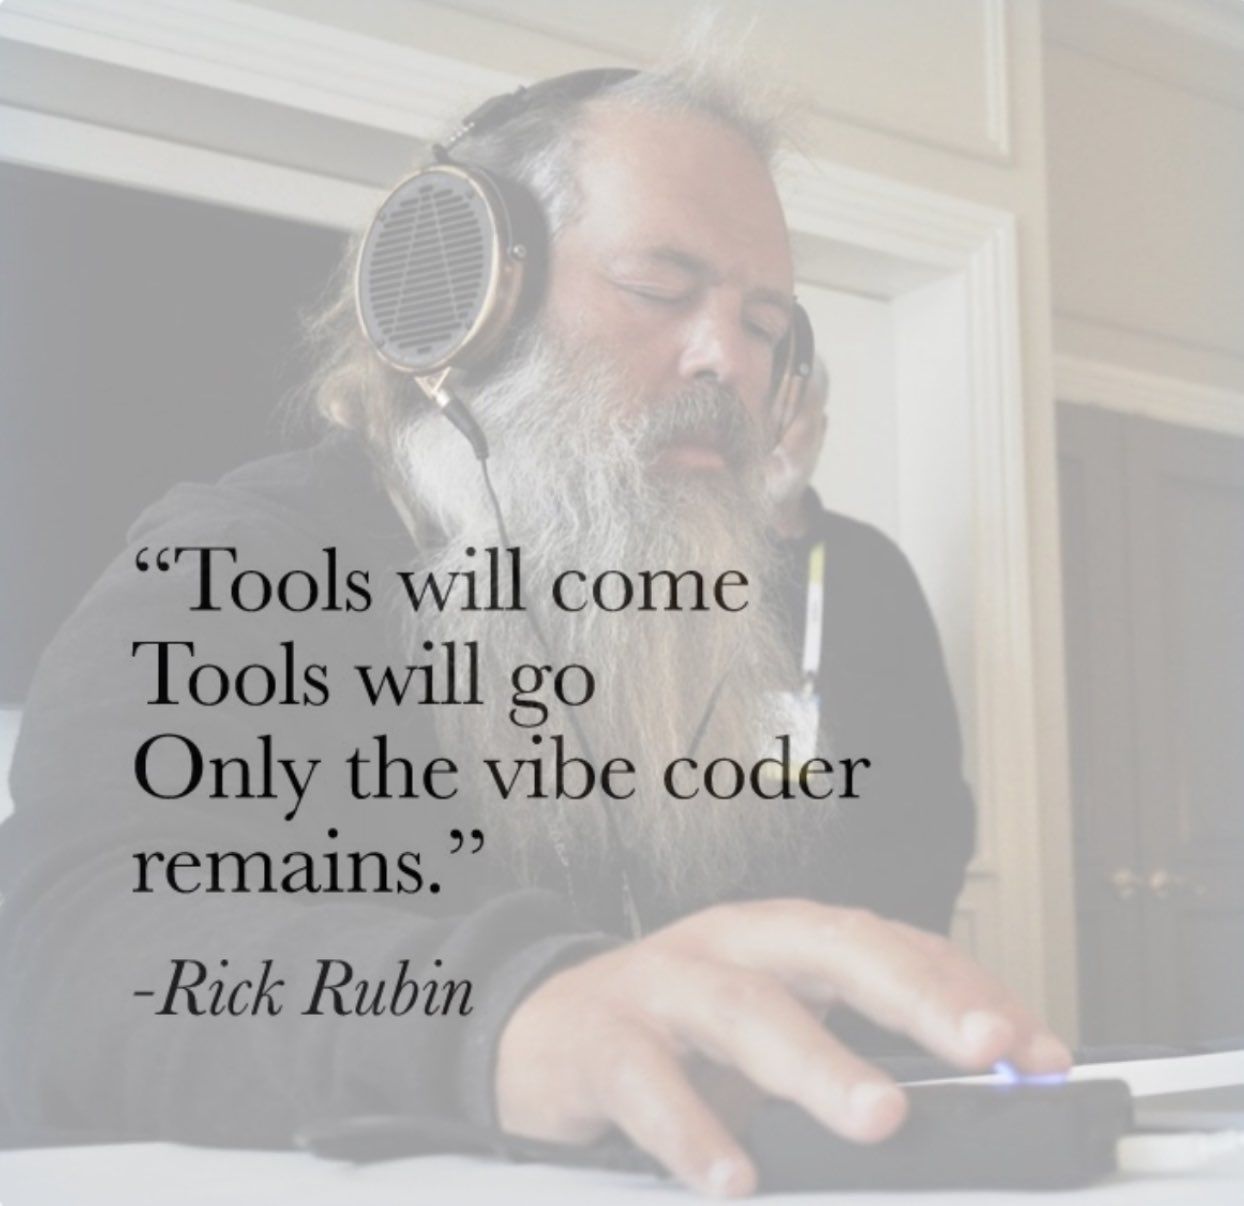 “Tools will come
Tools will go
Only the vibe coder
remains.”
-Rick Rubin